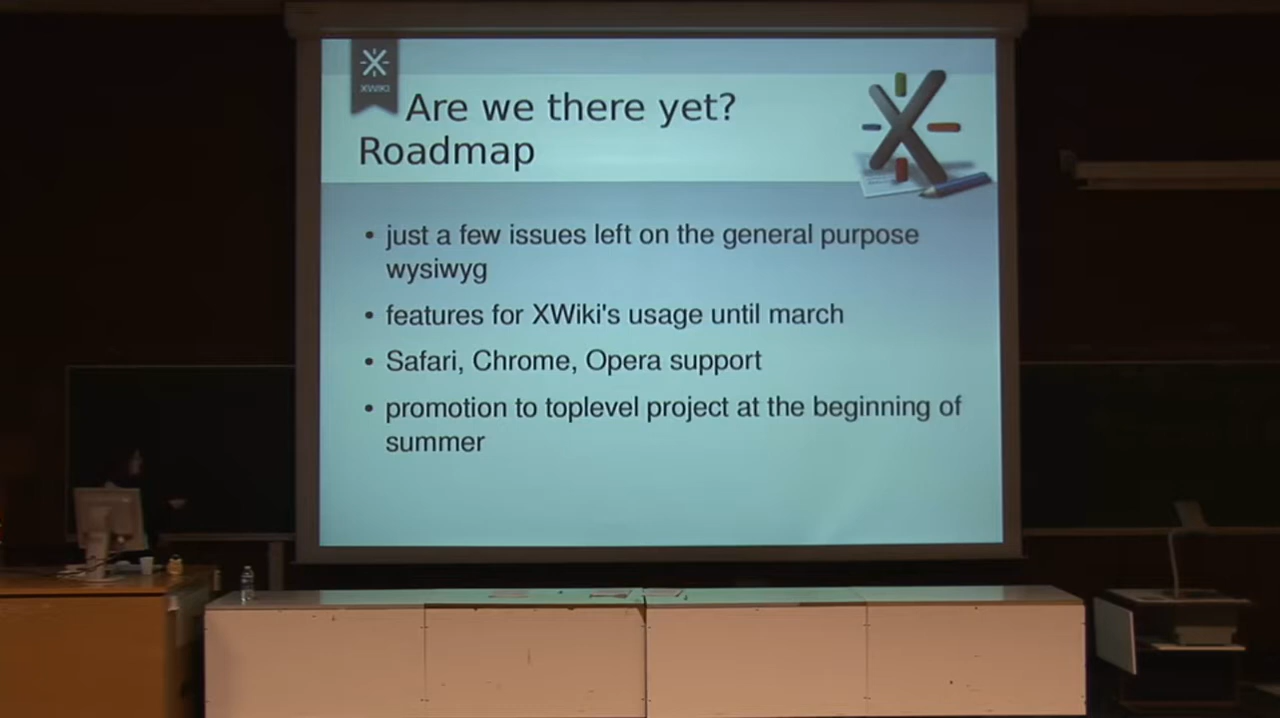 XWIKI
Are we there yet?
Roadmap
• just a few issues left on the general purpose
wysiwyg
• features for XWiki's usage until march
• Safari, Chrome, Opera support
• promotion to toplevel project at the beginning of
summer